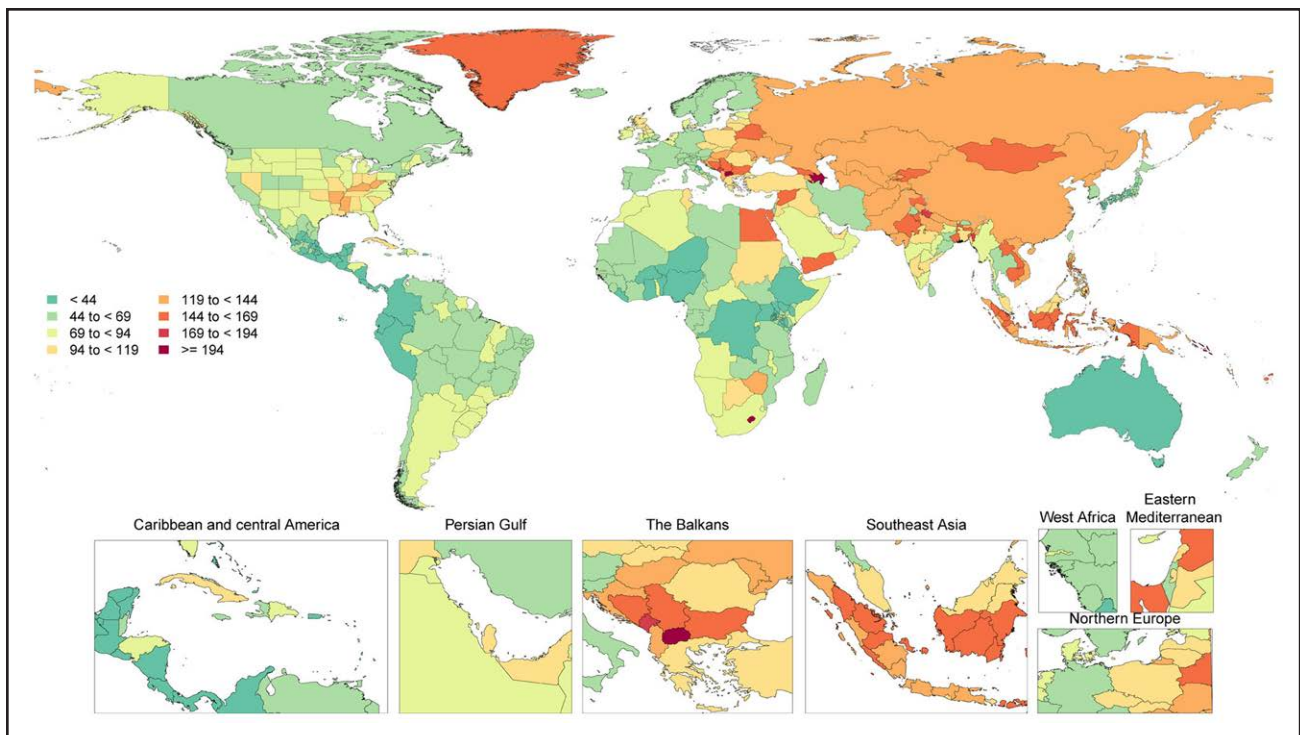 < 44
44 to < 69
69 to < 94
94 to < 119
119 to < 144
144 to < 169
169 to < 194
>= 194
Caribbean and central America
Persian Gulf
The Balkans
Southeast Asia
West Africa
Eastern
Mediterranean
Northern Europe